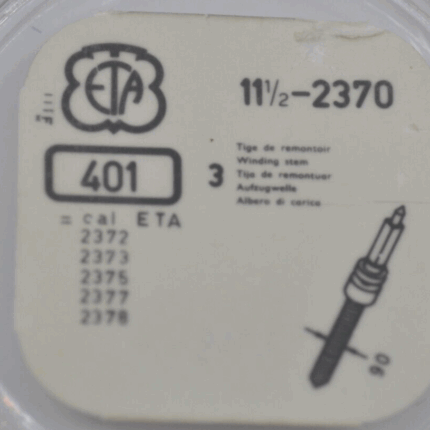 ETA
11½-2370
401
3
Tige de remontoir
Winding stem
Tija de remontuar
Aufzugwelle
Albero di carica
= cal ETA
2372
2373
2375
2377
2378
90